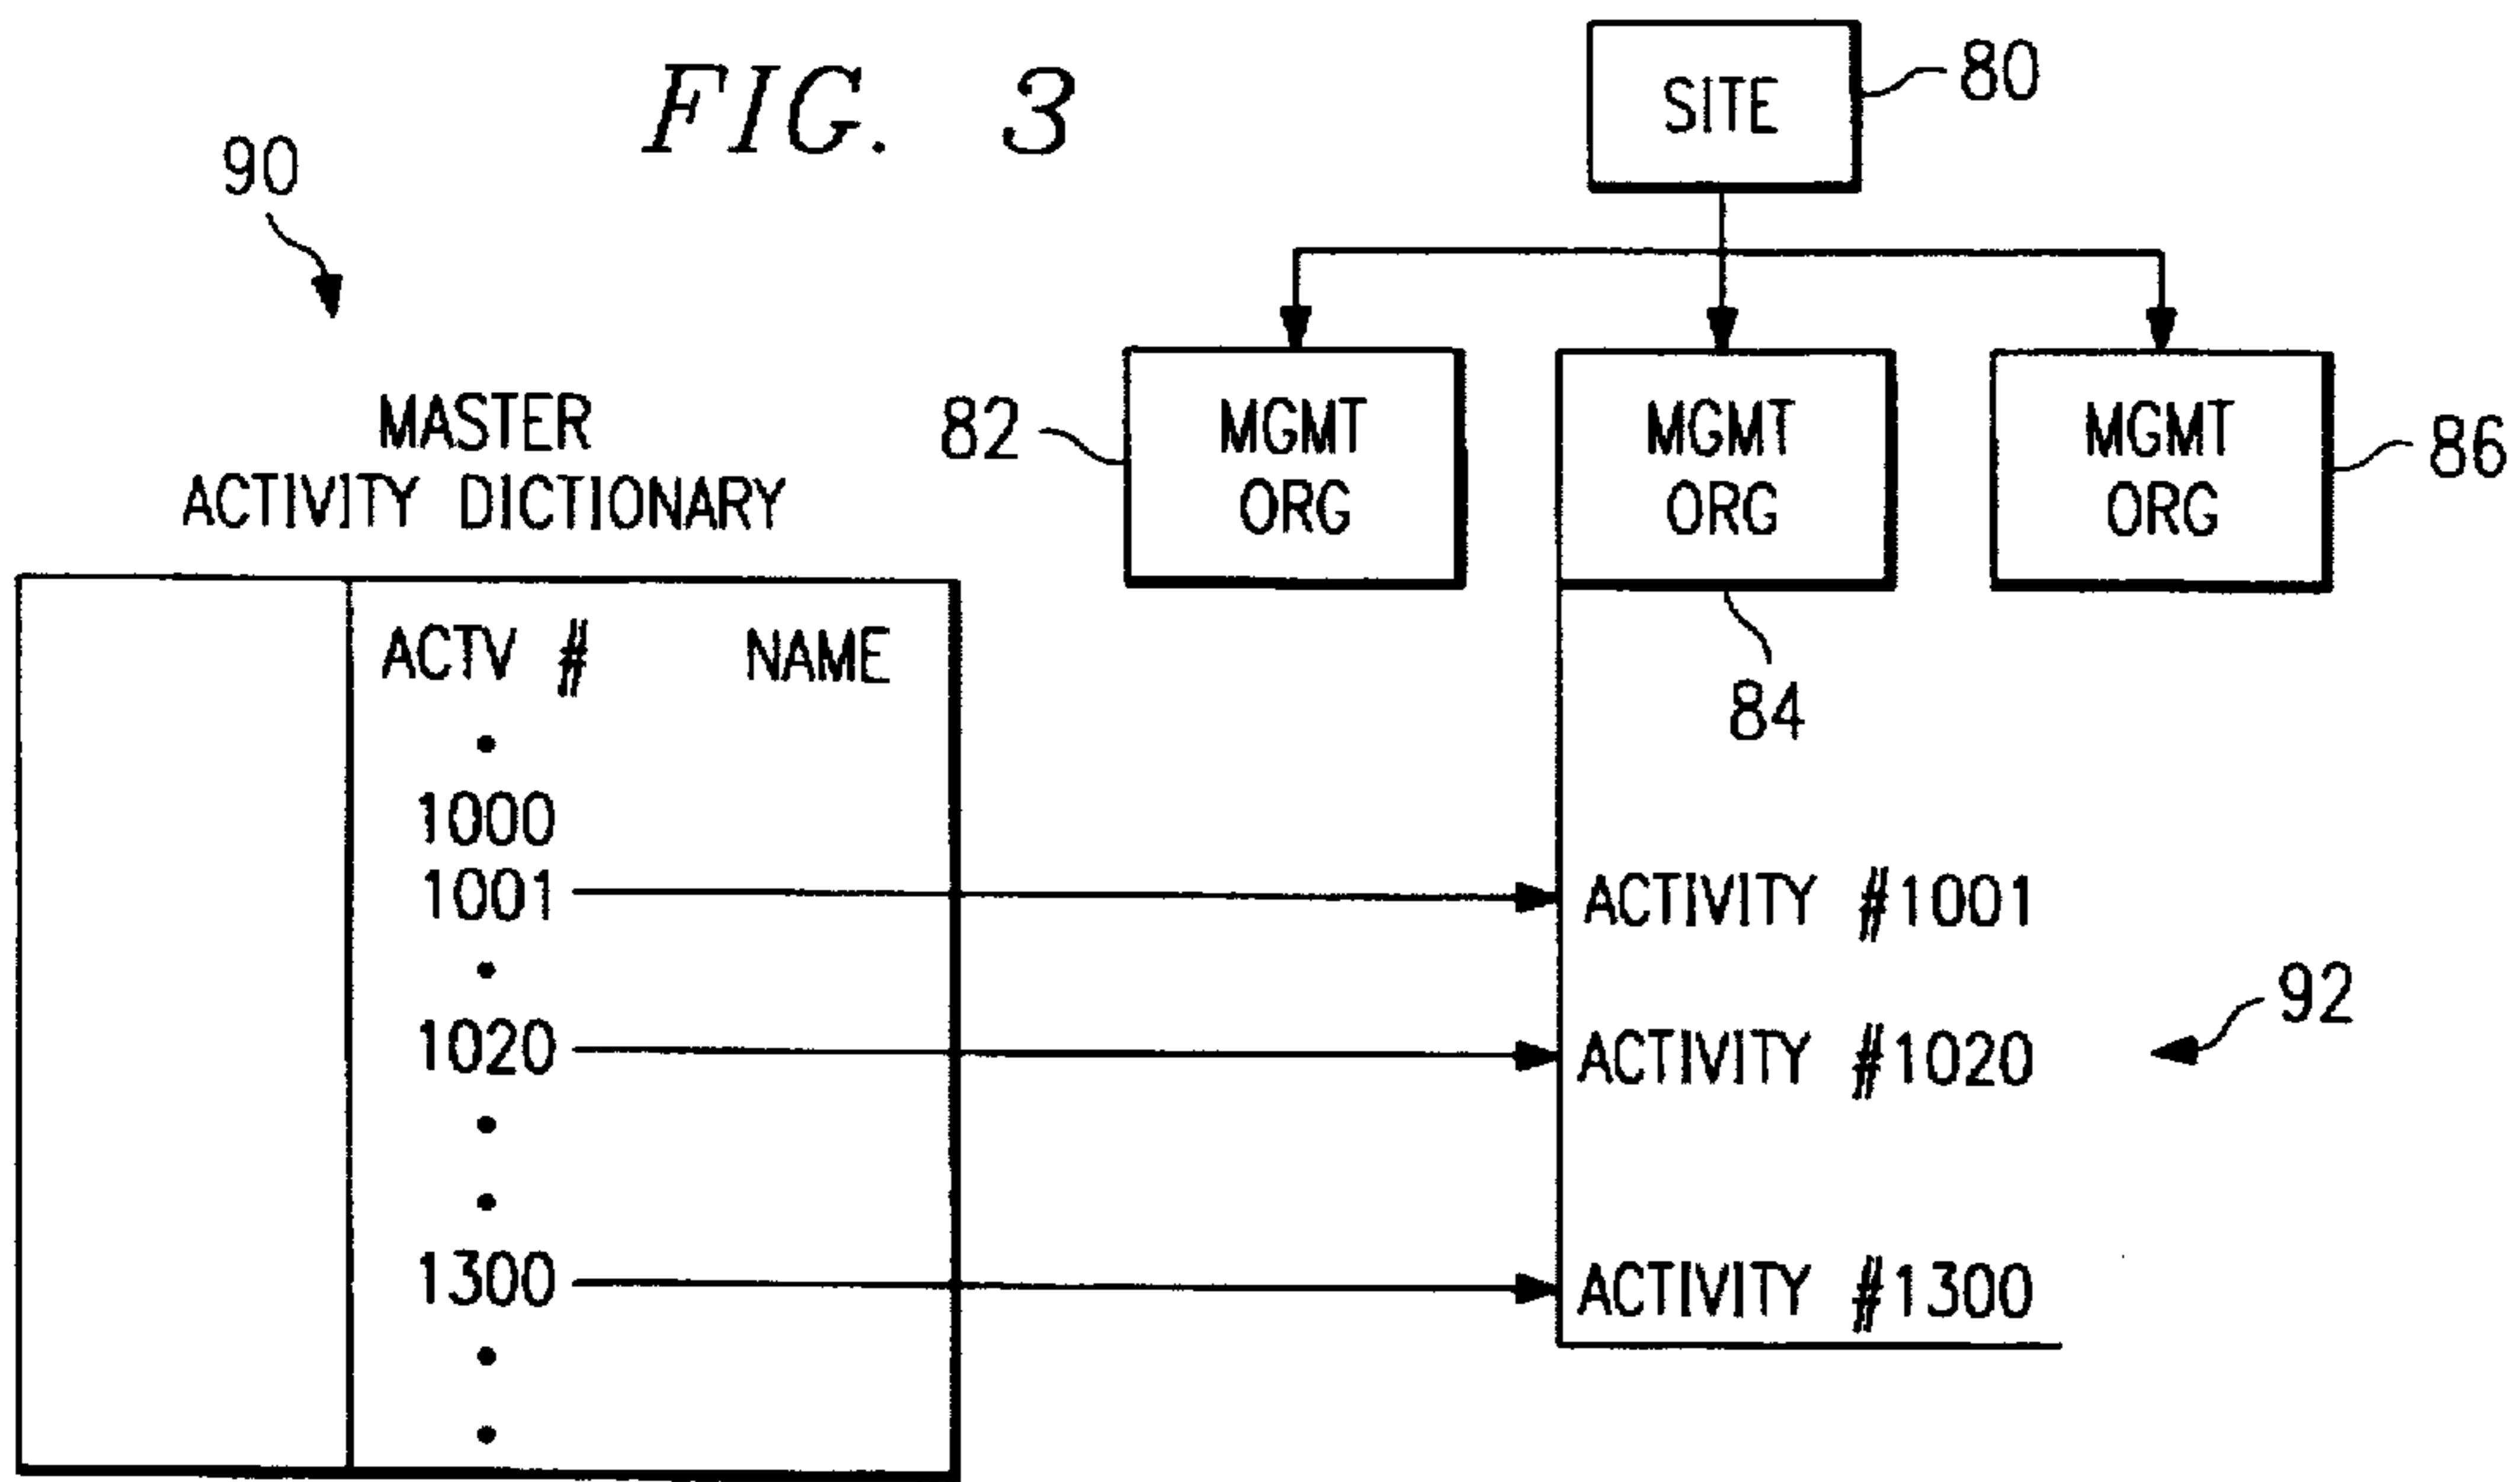 FIG. 3
SITE
80
90
MASTER
ACTIVITY DICTIONARY
82
MGMT
ORG
MGMT
ORG
MGMT
ORG
86
84
ACTV # NAME
1000
1001
1020
1300
ACTIVITY #1001
ACTIVITY #1020
ACTIVITY #1300
92